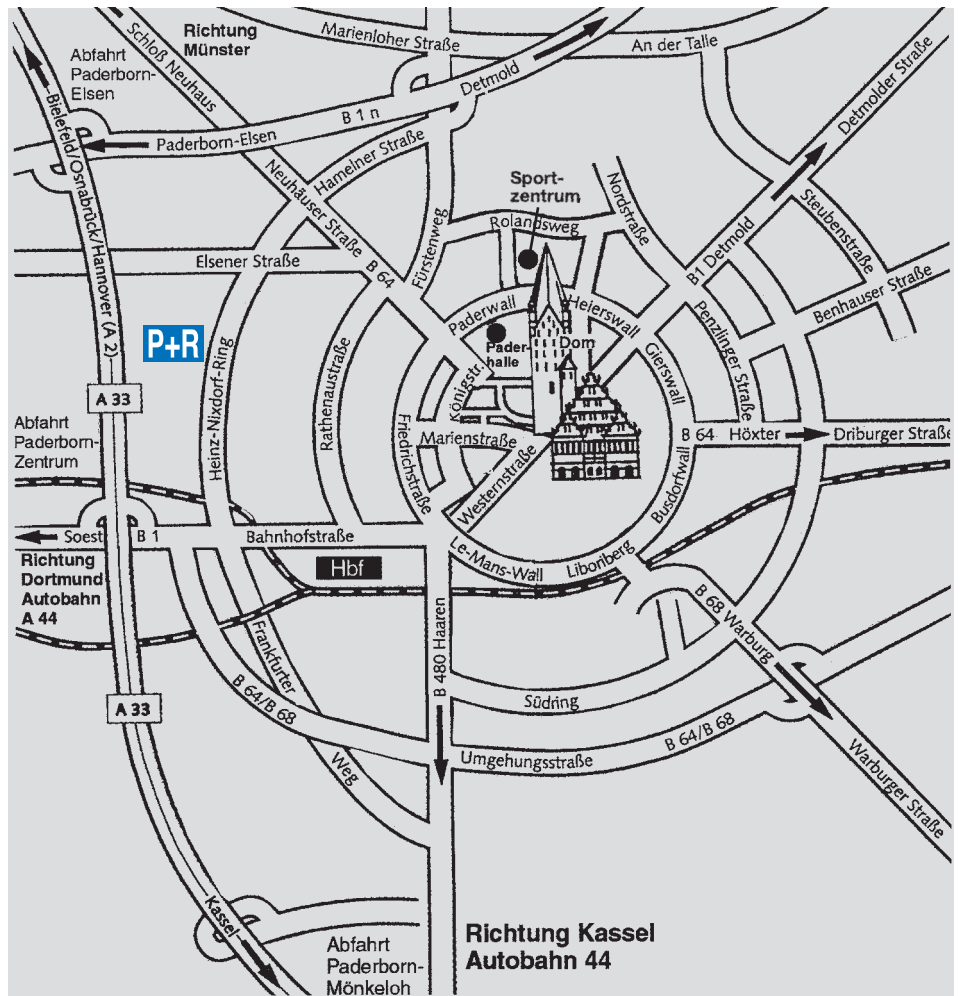 Richtung
Münster
Schloß Neuhaus
Marienloher Straße
An der Talle
Abfahrt
Paderborn-
Elsen
Detmold
Detmolder Straße
B 1 n
Paderborn-Elsen
Bielefeld/Osnabrück/Hannover (A 2)
Hamelner Straße
Neuhäuser Straße
B 64
Sport-
zentrum
Nordstraße
Rolandsweg
Steubenstraße
Fürstenweg
Elsener Straße
B1 Detmold
Benhauser Straße
Paderwall
Heierswall
Penzlinger Straße
P+R
Pader-
halle
Dom
Gierswall
Heinz-Nixdorf-Ring
Rathenaustraße
Königstr.
A 33
Friedrichstraße
Marienstraße
Westernstraße
B 64 Höxter
Driburger Straße
Abfahrt
Paderborn-
Zentrum
Busdorfwall
Soest
B 1
Bahnhofstraße
Le-Mans-Wall
Liboriberg
Richtung
Dortmund
Autobahn
A 44
Hbf
B 68 Warburg
B 480 Haaren
Frankfurter
Weg
B 64/B 68
Südring
A 33
B 64/B 68
Umgehungsstraße
Warburger Straße
Kassel
Abfahrt
Paderborn-
Mönkeloh
Richtung Kassel
Autobahn 44